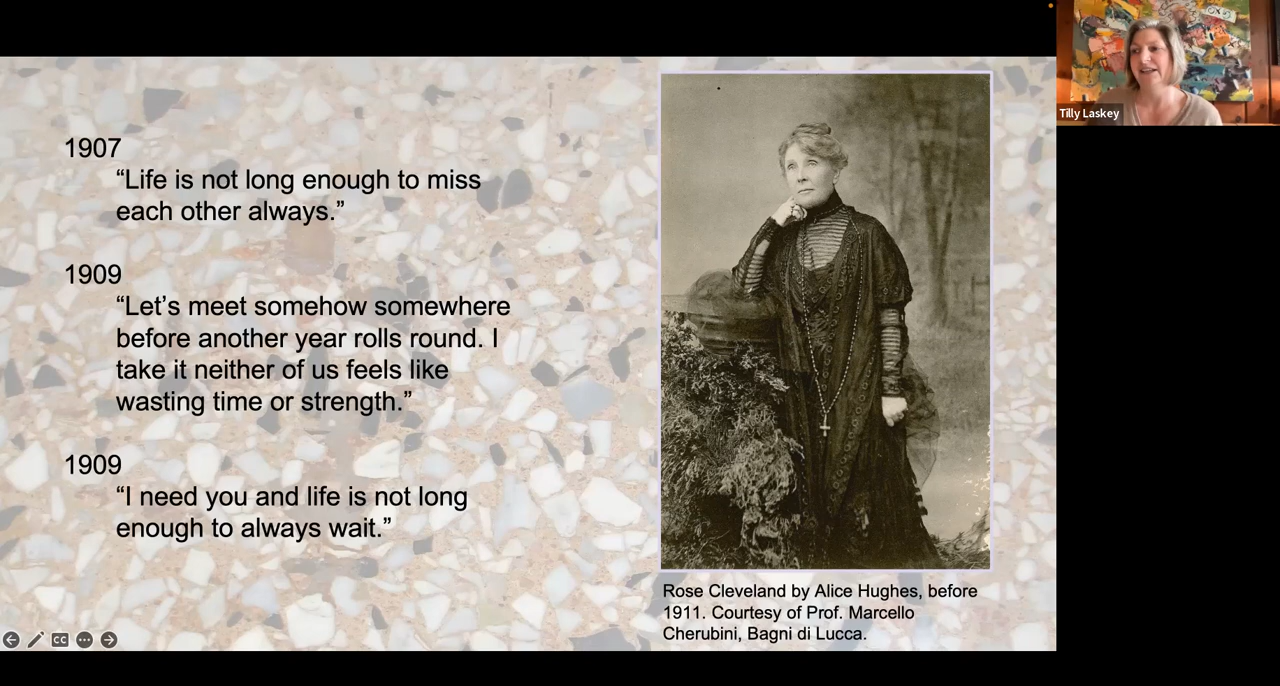 1907
“Life is not long enough to miss
each other always.”
1909
“Let’s meet somehow somewhere
before another year rolls round. I
take it neither of us feels like
wasting time or strength.”
1909
“I need you and life is not long
enough to always wait.”
Rose Cleveland by Alice Hughes, before
1911. Courtesy of Prof. Marcello
Cherubini, Bagni di Lucca.
Tilly Laskey
CC